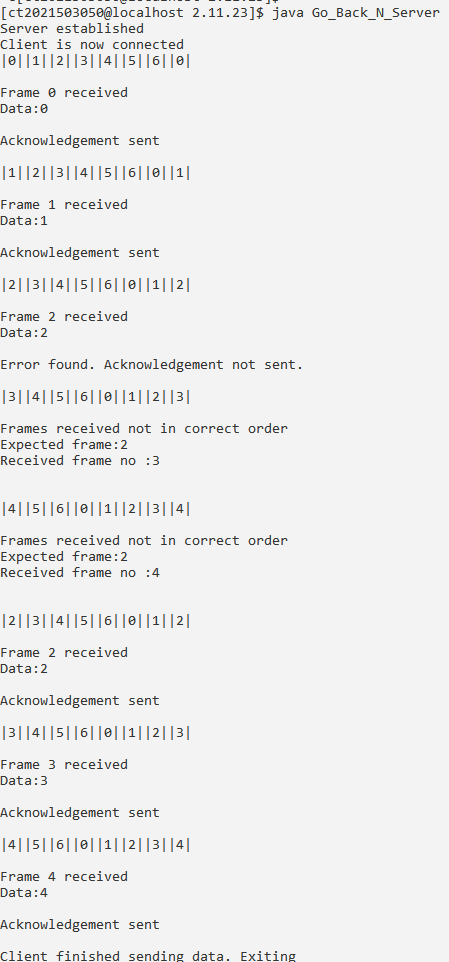 [ct2021503050@localhost 2.11.23]$ java Go_Back_N_Server
Server established
Client is now connected
|0||1||2||3||4||5||6||0|
Frame 0 received
Data:0
Acknowledgement sent
|1||2||3||4||5||6||0||1|
Frame 1 received
Data:1
Acknowledgement sent
|2||3||4||5||6||0||1||2|
Frame 2 received
Data:2
Error found. Acknowledgement not sent.
|3||4||5||6||0||1||2||3|
Frames received not in correct order
Expected frame:2
Received frame no :3
|4||5||6||0||1||2||3||4|
Frames received not in correct order
Expected frame:2
Received frame no :4
|2||3||4||5||6||0||1||2|
Frame 2 received
Data:2
Acknowledgement sent
|3||4||5||6||0||1||2||3|
Frame 3 received
Data:3
Acknowledgement sent
|4||5||6||0||1||2||3||4|
Frame 4 received
Data:4
Acknowledgement sent
Client finished sending data. Exiting